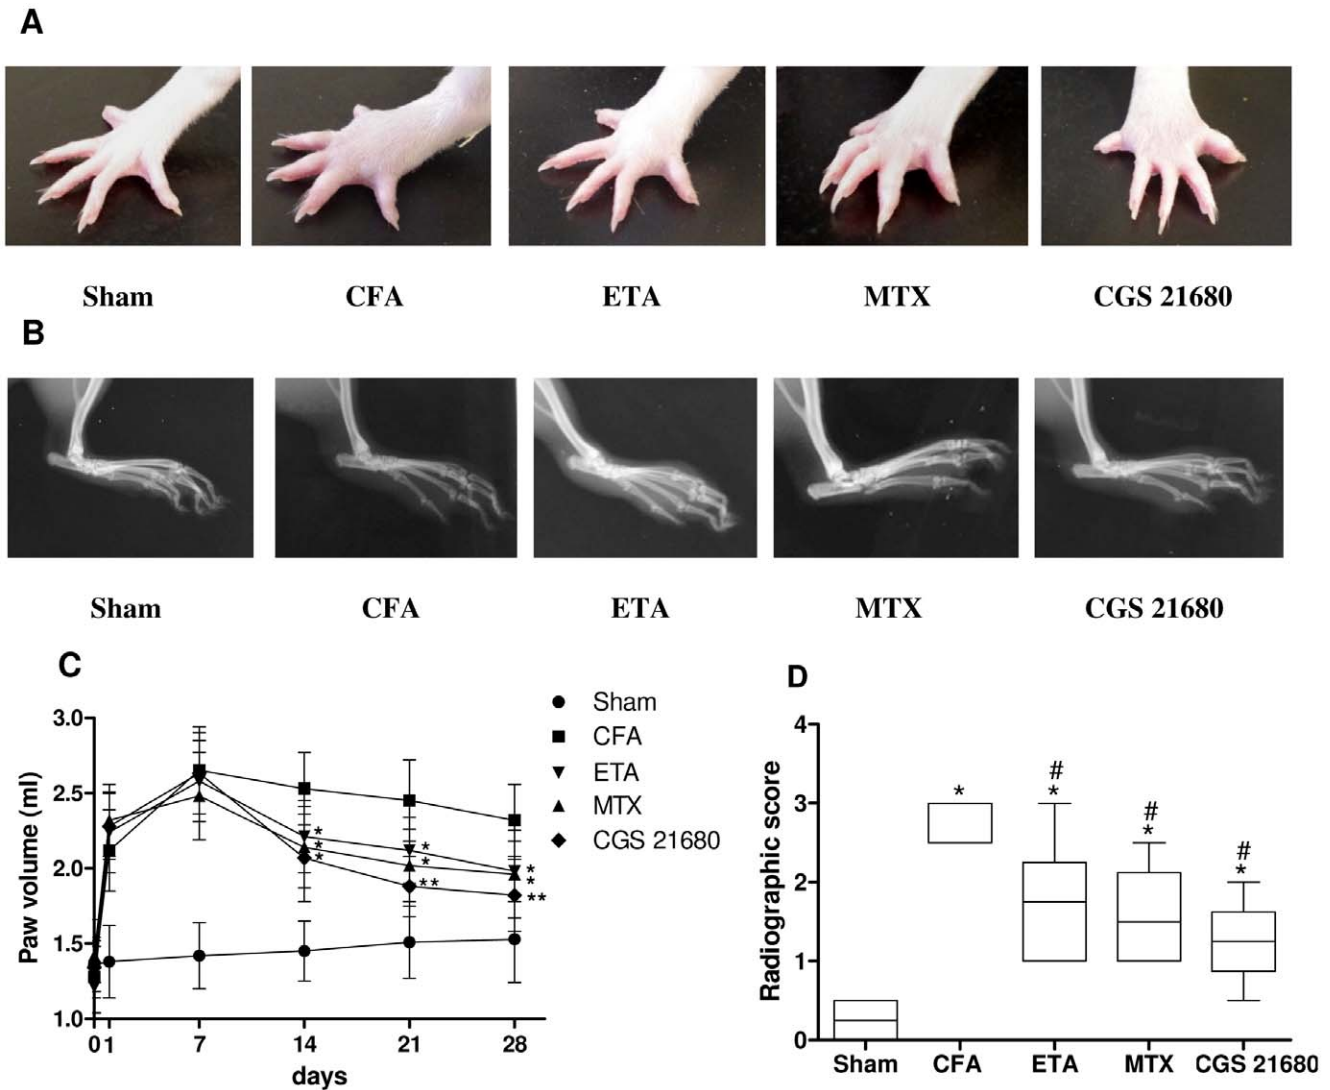 A
Sham CFA ETA MTX CGS 21680
B
Sham CFA ETA MTX CGS 21680
C
Sham
CFA
ETA
MTX
CGS 21680
Paw volume (ml)
3.0
2.5
2.0
1.5
1.0
* * *
* * **
* * **
0 1 7 14 21 28
days
D
Radiographic score
4
3
2
1
0
*
# *
# *
# *
Sham CFA ETA MTX CGS 21680